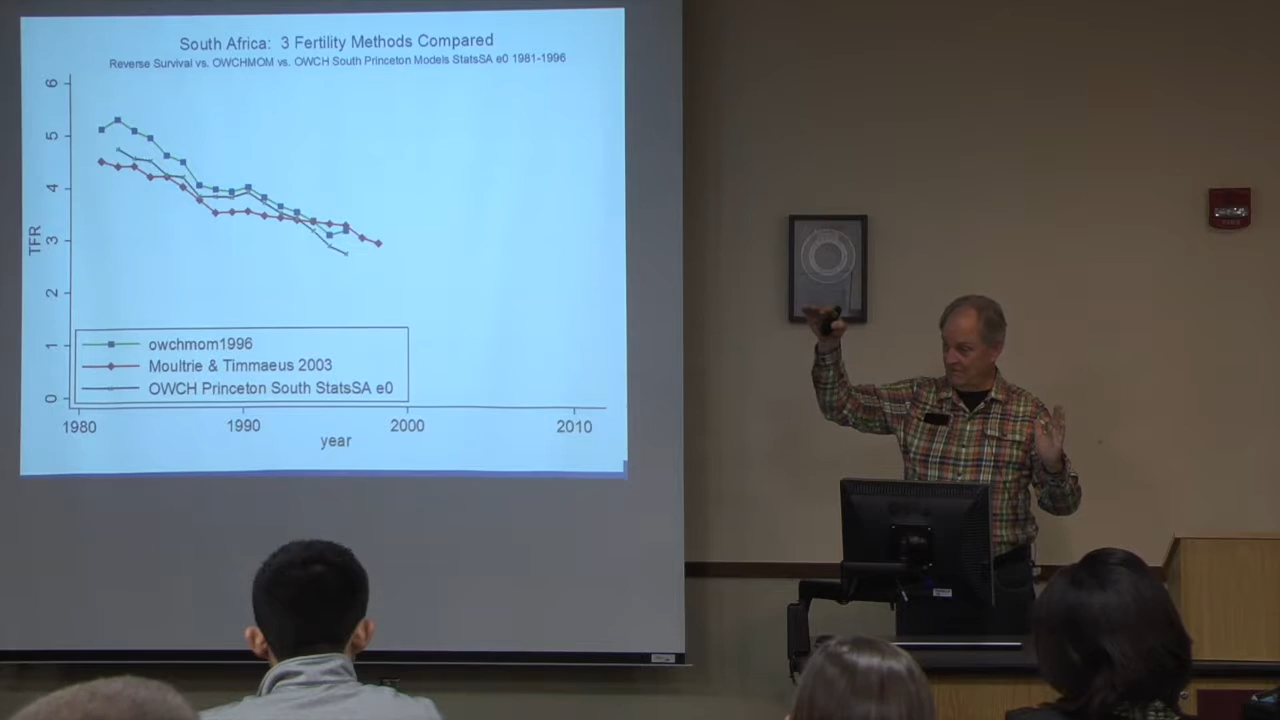 South Africa: 3 Fertility Methods Compared
Reverse Survival vs. OWCHMOM vs. OWCH South Princeton Models StatsSA e0 1981-1996
6
5
4
3
2
1
0
TFR
owchmom1996
Moultrie & Timmaeus 2003
OWCH Princeton South StatsSA e0
1980 1990 2000 2010
year